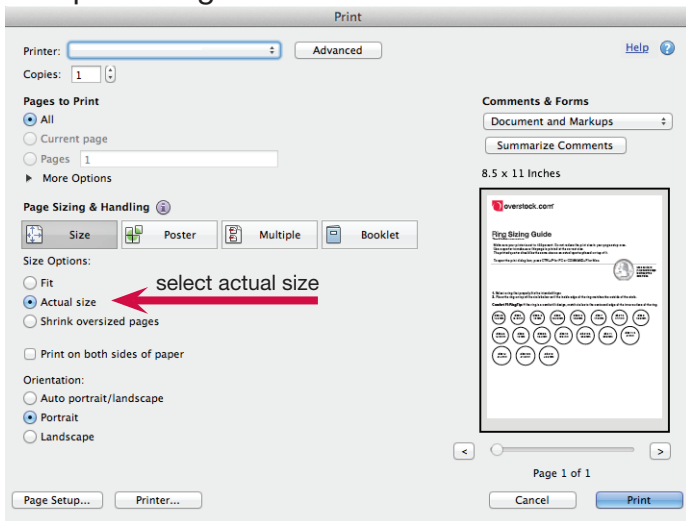 Print
Printer:
Advanced
Help ?
Copies: 1
Pages to Print
All
Current page
Pages 1
More Options
Comments & Forms
Document and Markups
Summarize Comments
8.5 x 11 Inches
overstock.com
Ring Sizing Guide
Page Sizing & Handling i
Size Poster Multiple Booklet
Size Options:
Fit
Actual size
select actual size
Shrink oversized pages
Print on both sides of paper
Orientation:
Auto portrait/landscape
Portrait
Landscape
< >
Page 1 of 1
Page Setup... Printer...
Cancel Print